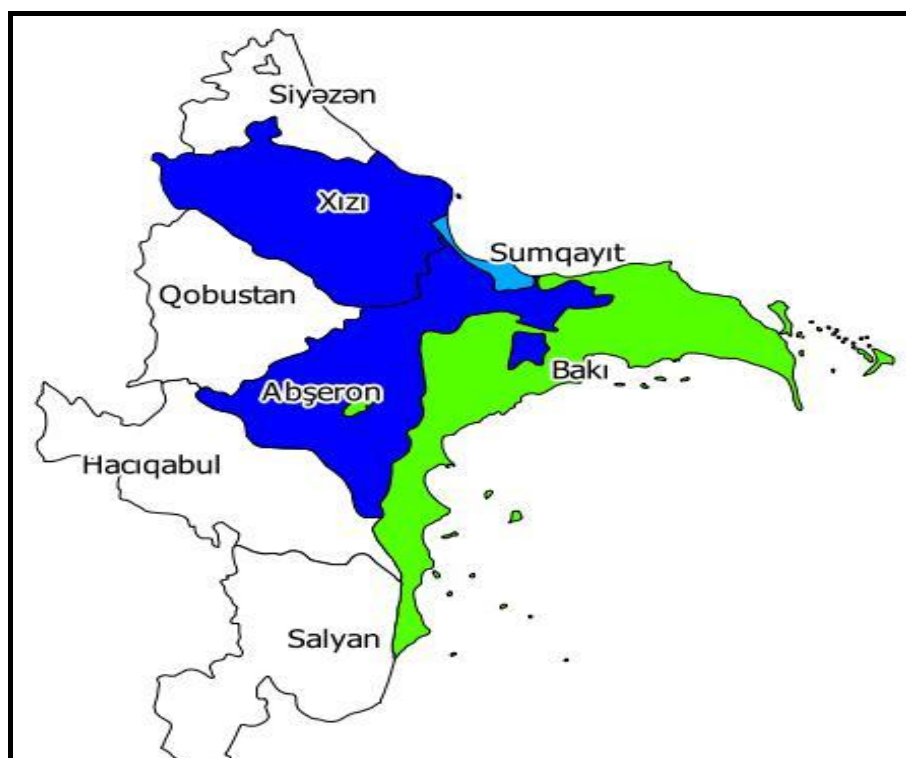 Siyəzən
Xızı
Sumqayıt
Qobustan
Bakı
Abşeron
Hacıqabul
Salyan